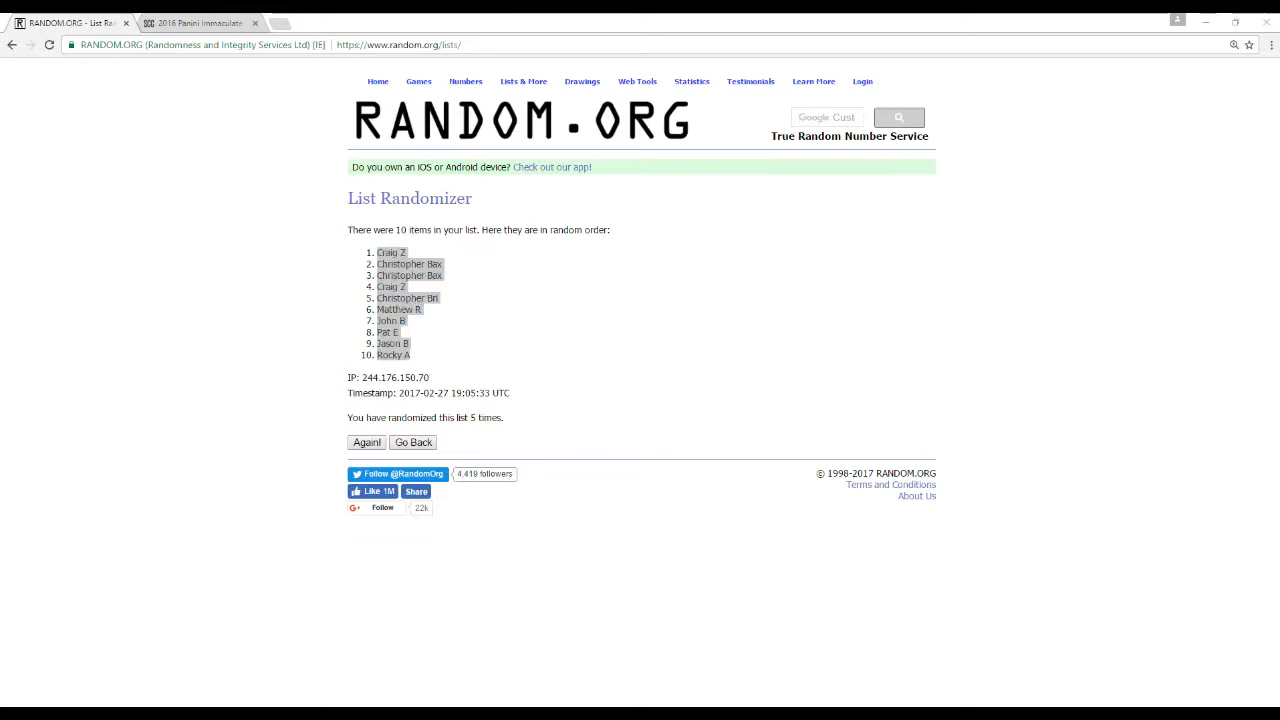 RANDOM.ORG - List Ra
2016 Panini Immaculate
RANDOM.ORG (Randomness and Integrity Services Ltd) [IE]
https://www.random.org/lists/
Home Games Numbers Lists & More Drawings Web Tools Statistics Testimonials Learn More Login
RANDOM.ORG
Google Cust
True Random Number Service
Do you own an iOS or Android device? Check out our app!
List Randomizer
There were 10 items in your list. Here they are in random order:
1. Craig Z
2. Christopher Bax
3. Christopher Bax
4. Craig Z
5. Christopher Bri
6. Matthew R
7. John B
8. Pat E
9. Jason B
10. Rocky A
IP: 244.176.150.70
Timestamp: 2017-02-27 19:05:33 UTC
You have randomized this list 5 times.
Again! Go Back
Follow @RandomOrg 4,419 followers
Like 1M Share
G+ Follow 22k
© 1998-2017 RANDOM.ORG
Terms and Conditions
About Us